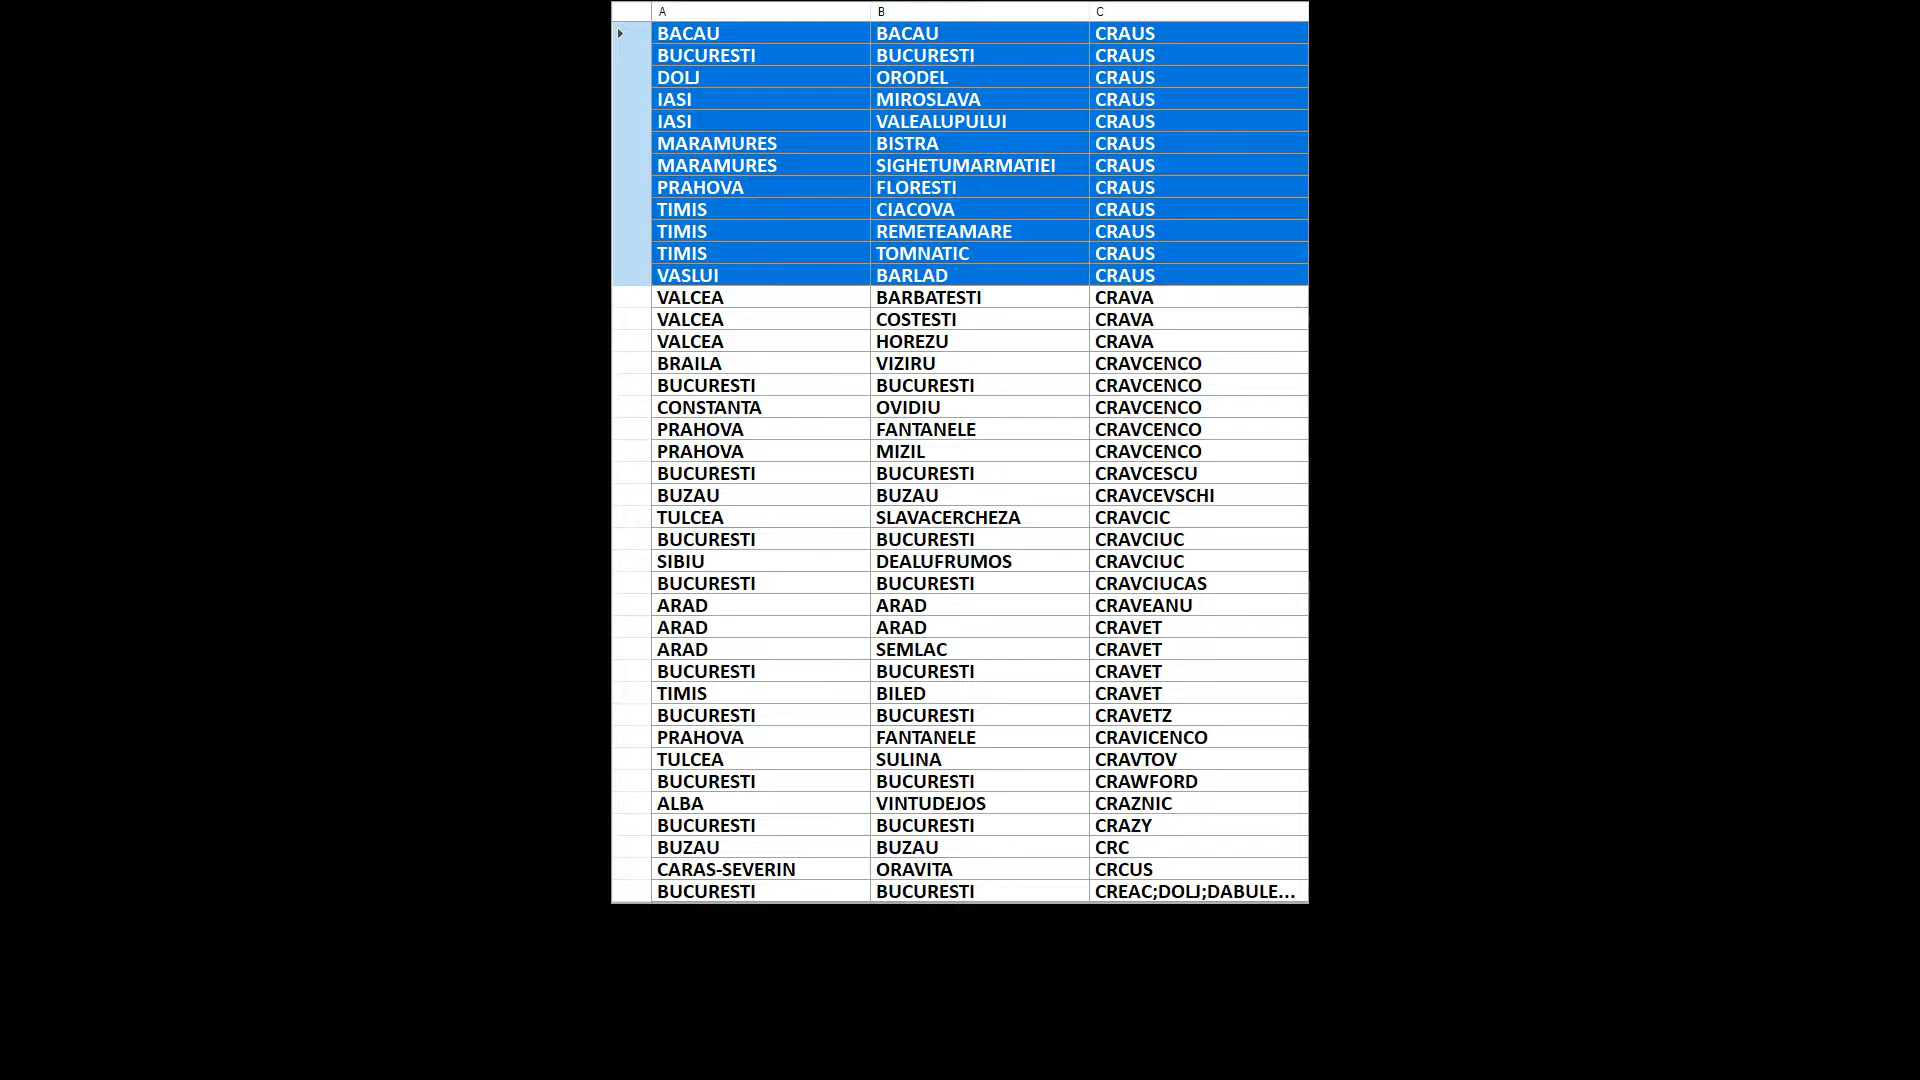 A B C
BACAU BACAU CRAUS
BUCURESTI BUCURESTI CRAUS
DOLJ ORODEL CRAUS
IASI MIROSLAVA CRAUS
IASI VALEALUPULUI CRAUS
MARAMURES BISTRA CRAUS
MARAMURES SIGHETUMARMATIEI CRAUS
PRAHOVA FLORESTI CRAUS
TIMIS CIACOVA CRAUS
TIMIS REMETEAMARE CRAUS
TIMIS TOMNATIC CRAUS
VASLUI BARLAD CRAUS
VALCEA BARBATESTI CRAVA
VALCEA COSTESTI CRAVA
VALCEA HOREZU CRAVA
BRAILA VIZIRU CRAVCENCO
BUCURESTI BUCURESTI CRAVCENCO
CONSTANTA OVIDIU CRAVCENCO
PRAHOVA FANTANELE CRAVCENCO
PRAHOVA MIZIL CRAVCENCO
BUCURESTI BUCURESTI CRAVCESCU
BUZAU BUZAU CRAVCEVSCHI
TULCEA SLAVACERCHEZA CRAVCIC
BUCURESTI BUCURESTI CRAVCIUC
SIBIU DEALUFRUMOS CRAVCIUC
BUCURESTI BUCURESTI CRAVCIUCAS
ARAD ARAD CRAVEANU
ARAD ARAD CRAVET
ARAD SEMLAC CRAVET
BUCURESTI BUCURESTI CRAVET
TIMIS BILED CRAVET
BUCURESTI BUCURESTI CRAVETZ
PRAHOVA FANTANELE CRAVICENCO
TULCEA SULINA CRAVTOV
BUCURESTI BUCURESTI CRAWFORD
ALBA VINTUDEJOS CRAZNIC
BUCURESTI BUCURESTI CRAZY
BUZAU BUZAU CRC
CARAS-SEVERIN ORAVITA CRCUS
BUCURESTI BUCURESTI CREAC;DOLJ;DABULE...